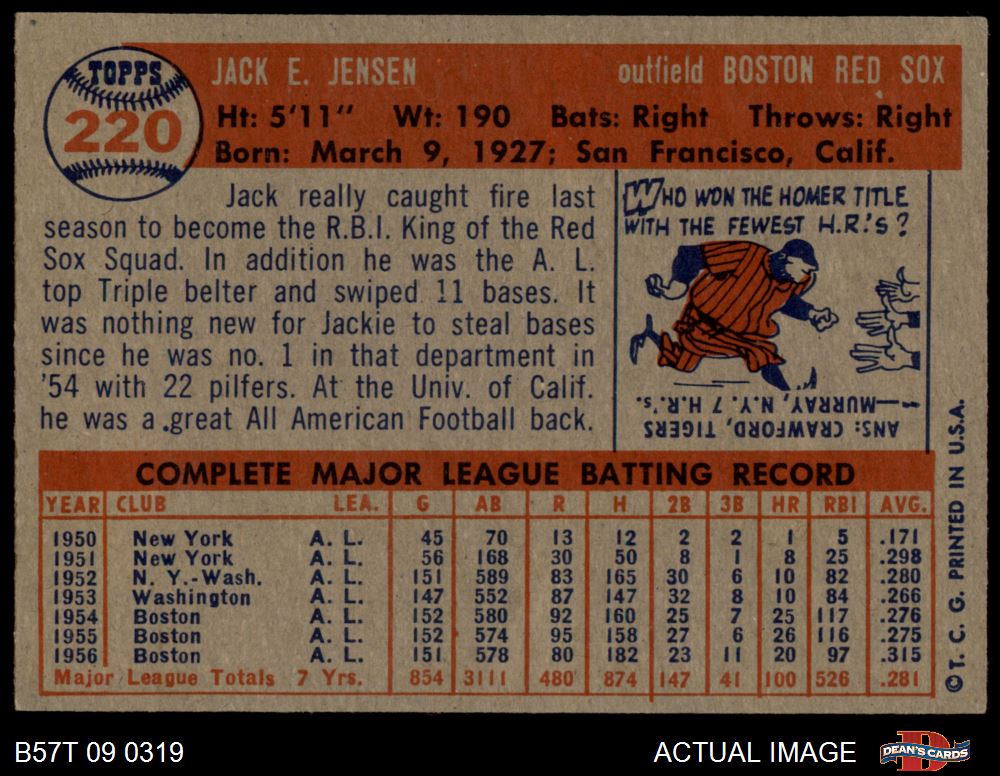 TOPPS
220
JACK E. JENSEN outfield BOSTON RED SOX
Ht: 5'11" Wt: 190 Bats: Right Throws: Right
Born: March 9, 1927; San Francisco, Calif.
Jack really caught fire last
season to become the R.B.I. King of the Red
Sox Squad. In addition he was the A. L.
top Triple belter and swiped 11 bases. It
was nothing new for Jackie to steal bases
since he was no. 1 in that department in
'54 with 22 pilfers. At the Univ. of Calif.
he was a great All American Football back.
WHO WON THE HOMER TITLE
WITH THE FEWEST H.R.'S?
ANS: CRAWFORD, TIGERS
—MURRAY, N.Y. 7 H.R.'s.
COMPLETE MAJOR LEAGUE BATTING RECORD
YEAR CLUB LEA. G AB R H 2B 3B HR RBI AVG.
1950 New York A. L. 45 70 13 12 2 2 1 5 .171
1951 New York A. L. 56 168 30 50 8 1 8 25 .298
1952 N. Y.-Wash. A. L. 151 589 83 165 30 6 10 82 .280
1953 Washington A. L. 147 552 87 147 32 8 10 84 .266
1954 Boston A. L. 152 580 92 160 25 7 25 117 .276
1955 Boston A. L. 152 574 95 158 27 6 26 116 .275
1956 Boston A. L. 151 578 80 182 23 11 20 97 .315
Major League Totals 7 Yrs. 854 3111 480 874 147 41 100 526 .281
©T. C. G. PRINTED IN U.S.A.
B57T 09 0319 ACTUAL IMAGE
D
DEAN'S CARDS